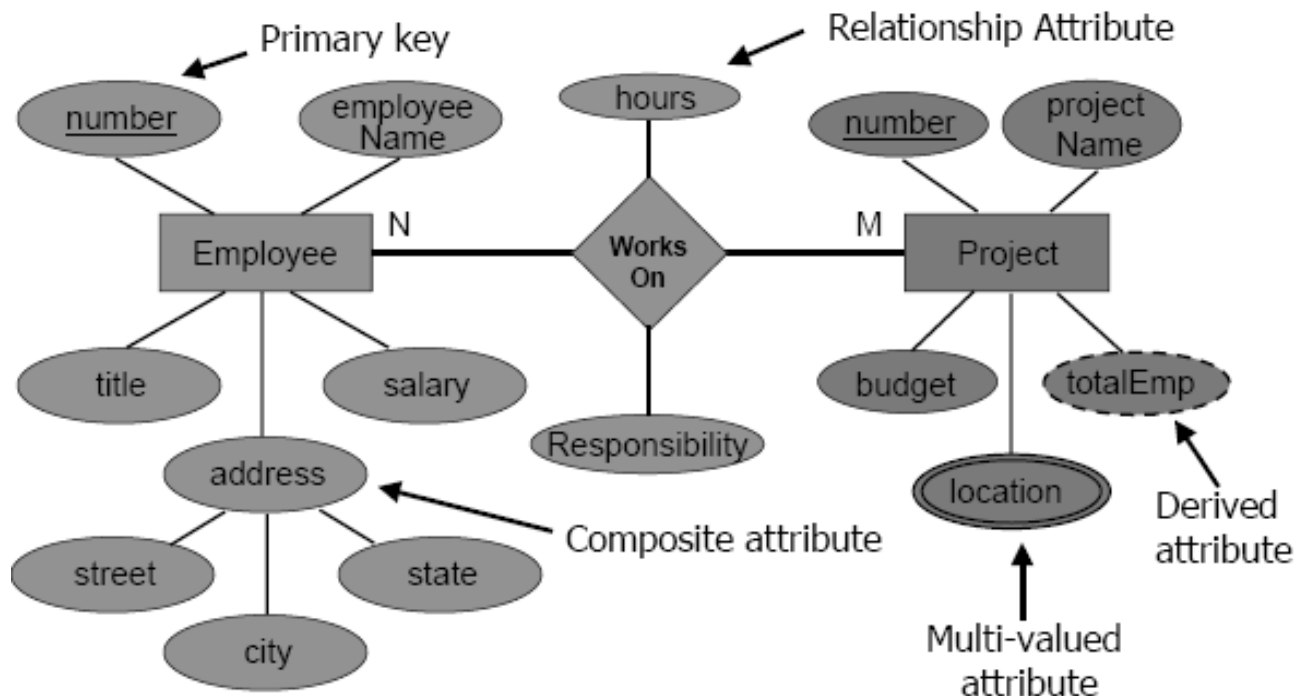 Primary key
Relationship Attribute
number
employee
Name
hours
number
project
Name
Employee
N
Works
On
M
Project
title
salary
budget
totalEmp
address
Responsibility
location
Composite attribute
Derived
attribute
street
state
city
Multi-valued
attribute